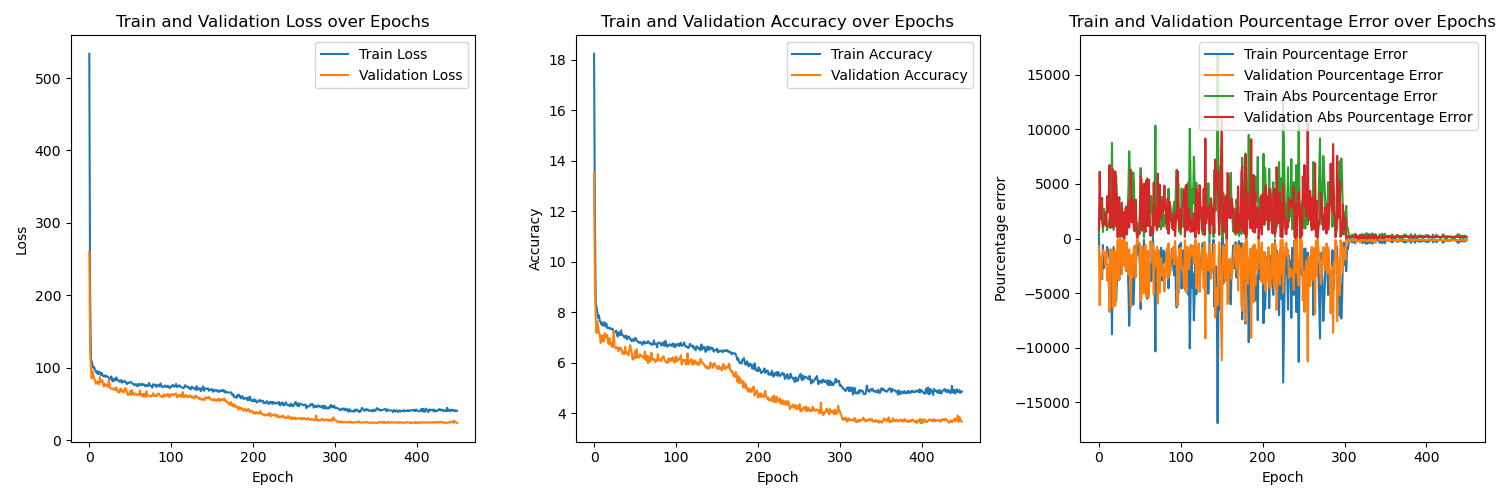 Train and Validation Loss over Epochs
Train Loss
Validation Loss
Loss
500
400
300
200
100
0
0 100 200 300 400
Epoch
Train and Validation Accuracy over Epochs
Train Accuracy
Validation Accuracy
Accuracy
18
16
14
12
10
8
6
4
0 100 200 300 400
Epoch
Train and Validation Pourcentage Error over Epochs
Train Pourcentage Error
Validation Pourcentage Error
Train Abs Pourcentage Error
Validation Abs Pourcentage Error
Pourcentage error
15000
10000
5000
0
−5000
−10000
−15000
0 100 200 300 400
Epoch